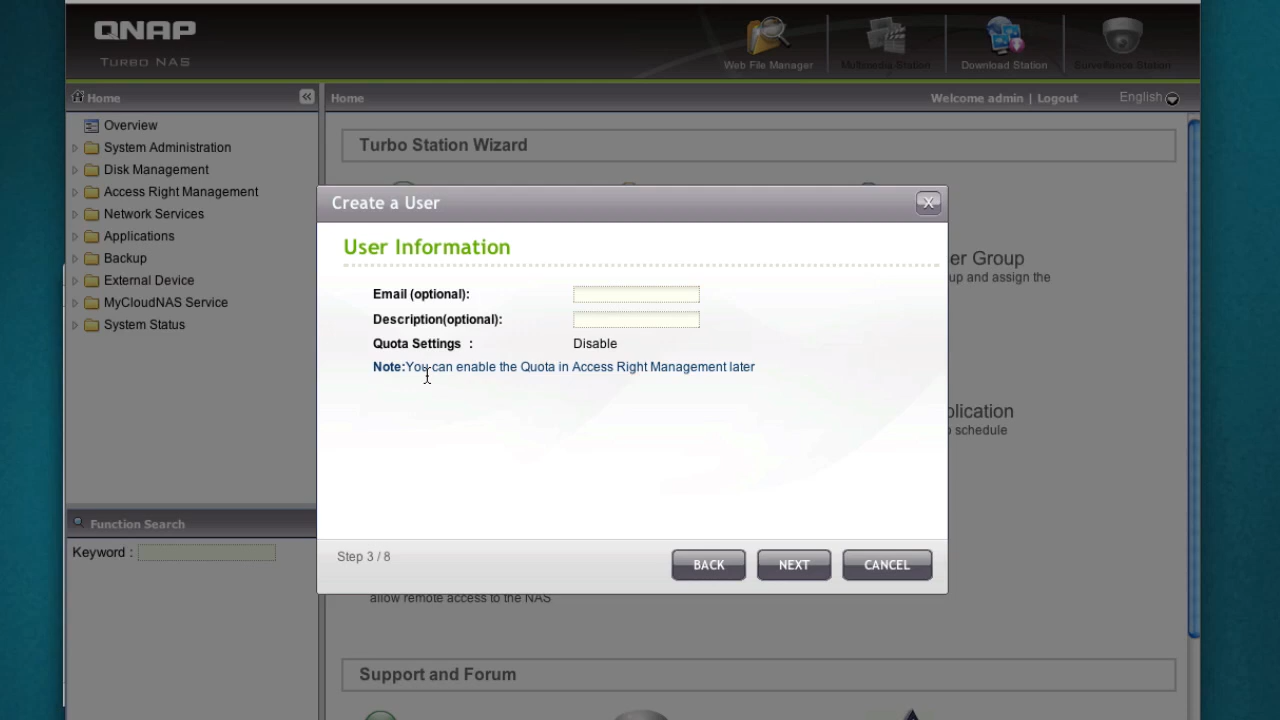 QNAP
TURBO NAS
Web File Manager
Multimedia Station
Download Station
Surveillance Station
Home
Home
Welcome admin | Logout
English
Overview
System Administration
Disk Management
Access Right Management
Network Services
Applications
Backup
External Device
MyCloudNAS Service
System Status
Function Search
Keyword :
Turbo Station Wizard
er Group
up and assign the
plication
schedule
Create a User
X
User Information
Email (optional):
Description(optional):
Quota Settings :
Disable
Note:You can enable the Quota in Access Right Management later
Step 3 / 8
BACK
NEXT
CANCEL
allow remote access to the NAS
Support and Forum